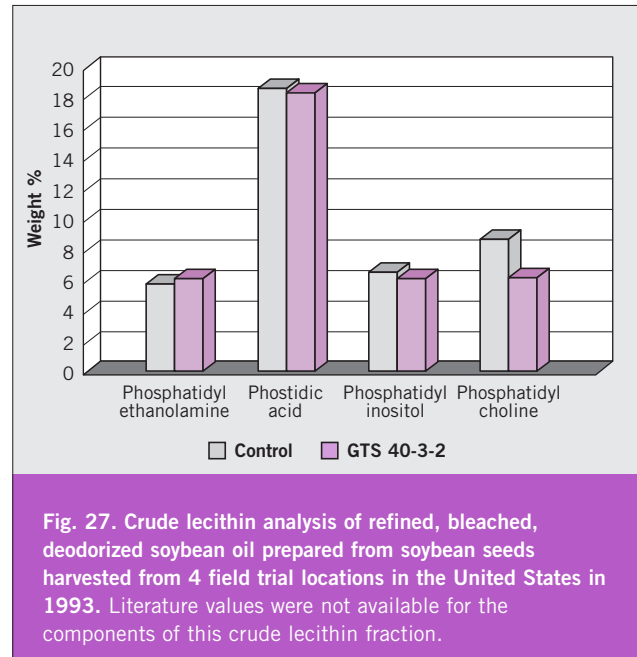 20
18
16
14
12
10
8
6
4
2
0
Weight %
Phosphatidyl
ethanolamine
Phostidic
acid
Phosphatidyl
inositol
Phosphatidyl
choline
Control
GTS 40-3-2
Fig. 27. Crude lecithin analysis of refined, bleached,
deodorized soybean oil prepared from soybean seeds
harvested from 4 field trial locations in the United States in
1993. Literature values were not available for the
components of this crude lecithin fraction.